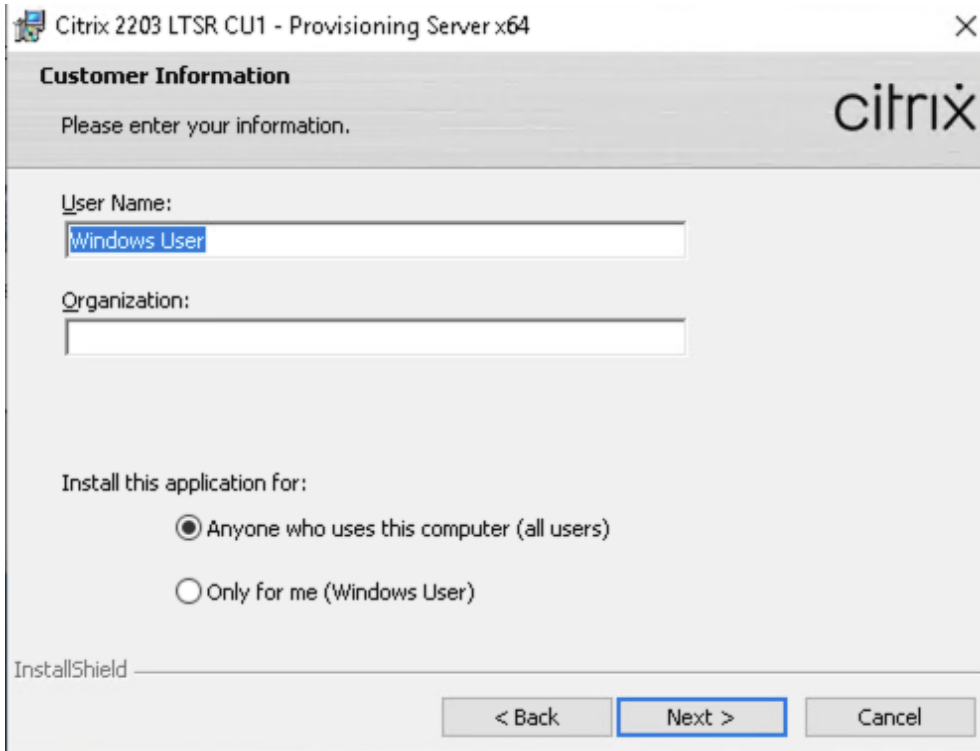 Citrix 2203 LTSR CU1 - Provisioning Server x64
Customer Information
Please enter your information.
citrix
User Name:
Windows User
Organization:
Install this application for:
Anyone who uses this computer (all users)
Only for me (Windows User)
InstallShield
< Back
Next >
Cancel